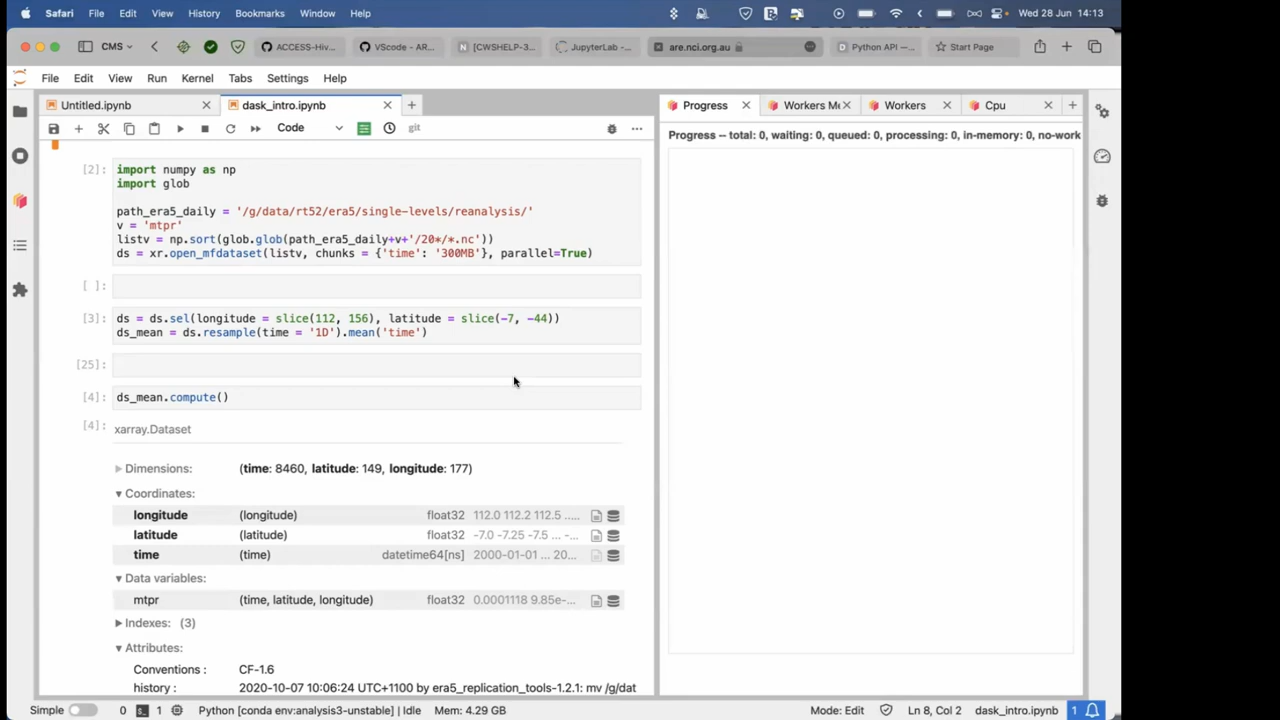 Safari File Edit View History Bookmarks Window Help Wed 28 Jun 14:13
CMS ACCESS-Hiv... VScode - AR... [CWSHELP-3... JupyterLab -... are.nci.org.au Python API —... Start Page
File Edit View Run Kernel Tabs Settings Help
Untitled.ipynb dask_intro.ipynb
Code git
[2]: import numpy as np
import glob
path_era5_daily = '/g/data/rt52/era5/single-levels/reanalysis/'
v = 'mtpr'
listv = np.sort(glob.glob(path_era5_daily+v+'/20*/*.nc'))
ds = xr.open_mfdataset(listv, chunks = {'time': '300MB'}, parallel=True)
[ ]:
[3]: ds = ds.sel(longitude = slice(112, 156), latitude = slice(-7, -44))
ds_mean = ds.resample(time = '1D').mean('time')
[25]:
[4]: ds_mean.compute()
[4]: xarray.Dataset
Dimensions: (time: 8460, latitude: 149, longitude: 177)
Coordinates:
longitude (longitude) float32 112.0 112.2 112.5 .....
latitude (latitude) float32 -7.0 -7.25 -7.5 ... -...
time (time) datetime64[ns] 2000-01-01 ... 20...
Data variables:
mtpr (time, latitude, longitude) float32 0.0001118 9.85e-...
Indexes: (3)
Attributes:
Conventions : CF-1.6
history : 2020-10-07 10:06:24 UTC+1100 by era5_replication_tools-1.2.1: mv /g/dat
Progress Workers Me Workers Cpu
Progress -- total: 0, waiting: 0, queued: 0, processing: 0, in-memory: 0, no-work
Simple 0 1 Python [conda env:analysis3-unstable] | Idle Mem: 4.29 GB Mode: Edit Ln 8, Col 2 dask_intro.ipynb 1